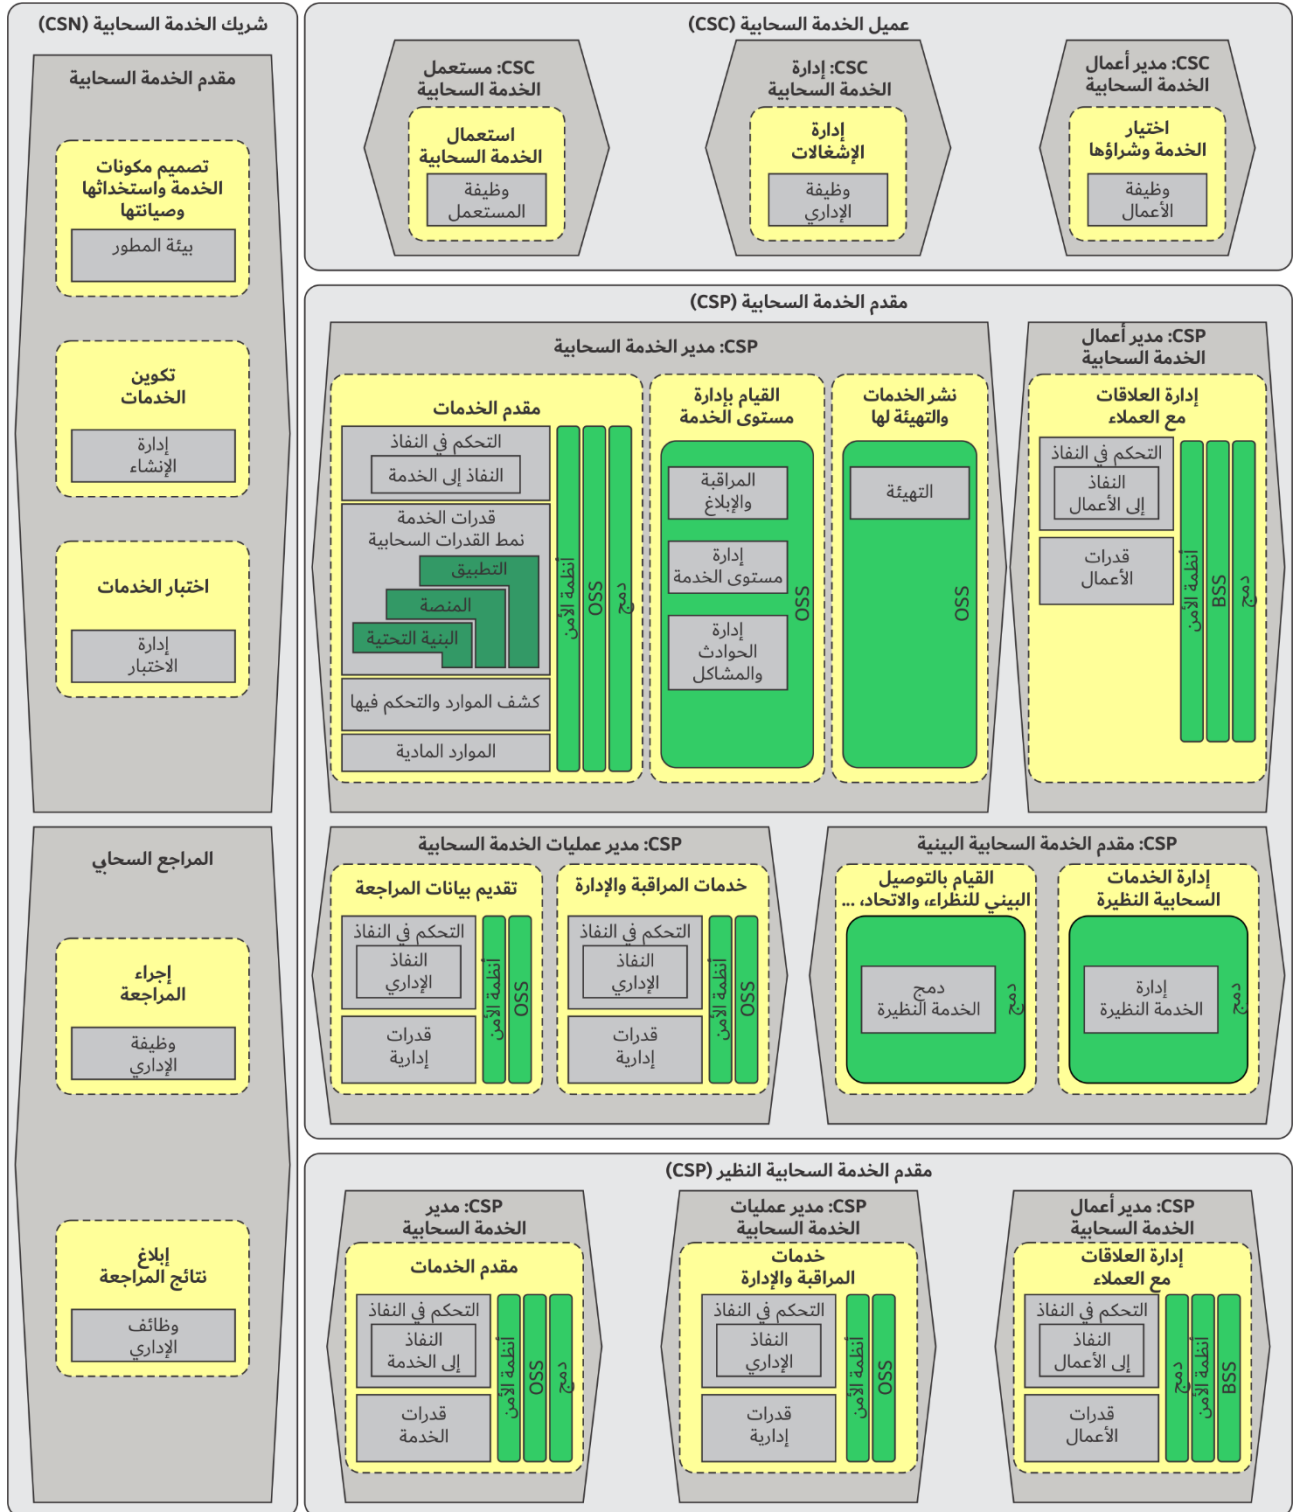 عميل الخدمة السحابية (CSC)
CSC: مدير أعمال
الخدمة السحابية
اختيار
الخدمة وشراؤها
وظيفة
الأعمال
CSC: إدارة
الخدمة السحابية
إدارة
الإشغالات
وظيفة
الإداري
CSC: مستعمل
الخدمة السحابية
استعمال
الخدمة السحابية
وظيفة
المستعمل
مقدم الخدمة السحابية (CSP)
CSP: مدير أعمال
الخدمة السحابية
إدارة العلاقات
مع العملاء
التحكم في النفاذ
النفاذ
إلى الأعمال
قدرات
الأعمال
أنظمة الأمن
BSS
دمج
CSP: مدير الخدمة السحابية
نشر الخدمات
والتهيئة لها
التهيئة
OSS
القيام بإدارة
مستوى الخدمة
المراقبة
والإبلاغ
إدارة
مستوى الخدمة
إدارة
الحوادث
والمشاكل
OSS
مقدم الخدمات
التحكم في النفاذ
النفاذ إلى الخدمة
قدرات الخدمة
نمط القدرات السحابية
التطبيق
المنصة
البنية التحتية
كشف الموارد والتحكم فيها
الموارد المادية
أنظمة الأمن
OSS
دمج
CSP: مقدم الخدمة السحابية البينية
إدارة الخدمات
السحابية النظيرة
إدارة
الخدمة النظيرة
دمج
القيام بالتوصيل
البيني للنظراء، والاتحاد، ...
دمج
الخدمة النظيرة
دمج
CSP: مدير عمليات الخدمة السحابية
خدمات المراقبة والإدارة
التحكم في النفاذ
النفاذ
الإداري
قدرات
إدارية
أنظمة الأمن
OSS
تقديم بيانات المراجعة
التحكم في النفاذ
النفاذ
الإداري
قدرات
إدارية
أنظمة الأمن
OSS
مقدم الخدمة السحابية النظير (CSP)
CSP: مدير أعمال
الخدمة السحابية
إدارة العلاقات
مع العملاء
التحكم في النفاذ
النفاذ
إلى الأعمال
قدرات
الأعمال
دمج
أنظمة الأمن
BSS
CSP: مدير عمليات
الخدمة السحابية
خدمات
المراقبة والإدارة
التحكم في النفاذ
النفاذ
الإداري
قدرات
إدارية
أنظمة الأمن
OSS
CSP: مدير
الخدمة السحابية
مقدم الخدمات
التحكم في النفاذ
النفاذ
إلى الخدمة
قدرات
الخدمة
أنظمة الأمن
OSS
دمج
شريك الخدمة السحابية (CSN)
مقدم الخدمة السحابية
تصميم مكونات
الخدمة واستخداثها
وصيانتها
بيئة المطور
تكوين
الخدمات
إدارة
الإنشاء
اختبار الخدمات
إدارة
الاختبار
المراجع السحابي
إجراء
المراجعة
وظيفة
الإداري
إبلاغ
نتائج المراجعة
وظائف
الإداري